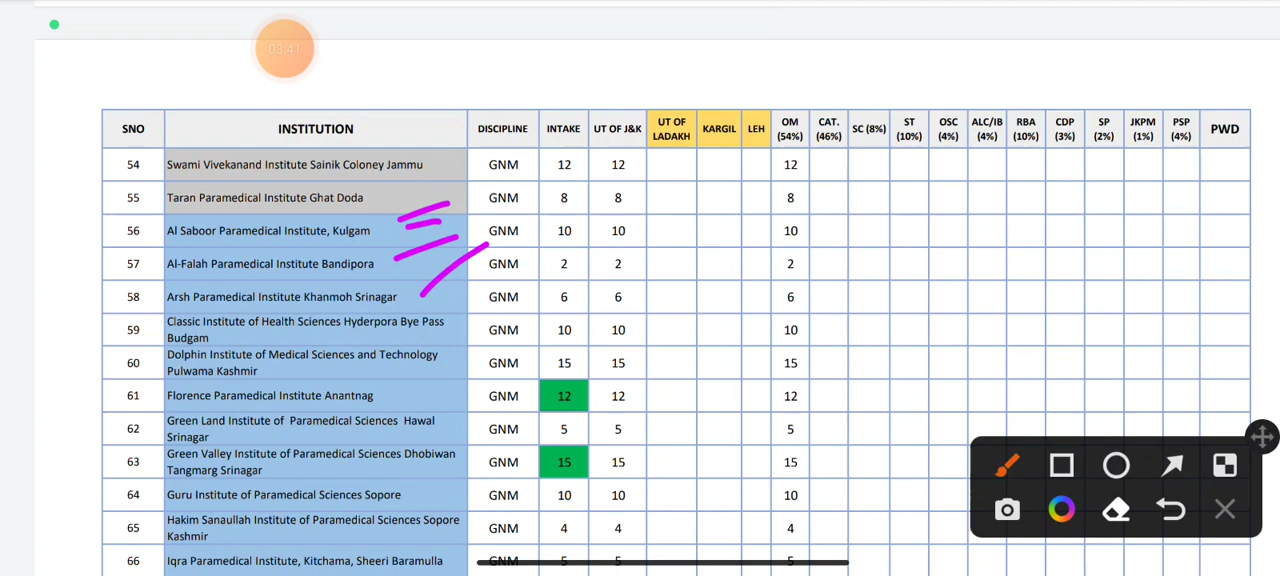 03:41
SNO INSTITUTION DISCIPLINE INTAKE UT OF J&K UT OF LADAKH KARGIL LEH OM (54%) CAT. (46%) SC (8%) ST (10%) OSC (4%) ALC/IB (4%) RBA (10%) CDP (3%) SP (2%) JKPM (1%) PSP (4%) PWD
54 Swami Vivekanand Institute Sainik Coloney Jammu GNM 12 12 12
55 Taran Paramedical Institute Ghat Doda GNM 8 8 8
56 Al Saboor Paramedical Institute, Kulgam GNM 10 10 10
57 Al-Falah Paramedical Institute Bandipora GNM 2 2 2
58 Arsh Paramedical Institute Khanmoh Srinagar GNM 6 6 6
59 Classic Institute of Health Sciences Hyderpora Bye Pass Budgam GNM 10 10 10
60 Dolphin Institute of Medical Sciences and Technology Pulwama Kashmir GNM 15 15 15
61 Florence Paramedical Institute Anantnag GNM 12 12 12
62 Green Land Institute of Paramedical Sciences Hawal Srinagar GNM 5 5 5
63 Green Valley Institute of Paramedical Sciences Dhobiwan Tangmarg Srinagar GNM 15 15 15
64 Guru Institute of Paramedical Sciences Sopore GNM 10 10 10
65 Hakim Sanaullah Institute of Paramedical Sciences Sopore Kashmir GNM 4 4 4
66 Iqra Paramedical Institute, Kitchama, Sheeri Baramulla GNM 5 5 5